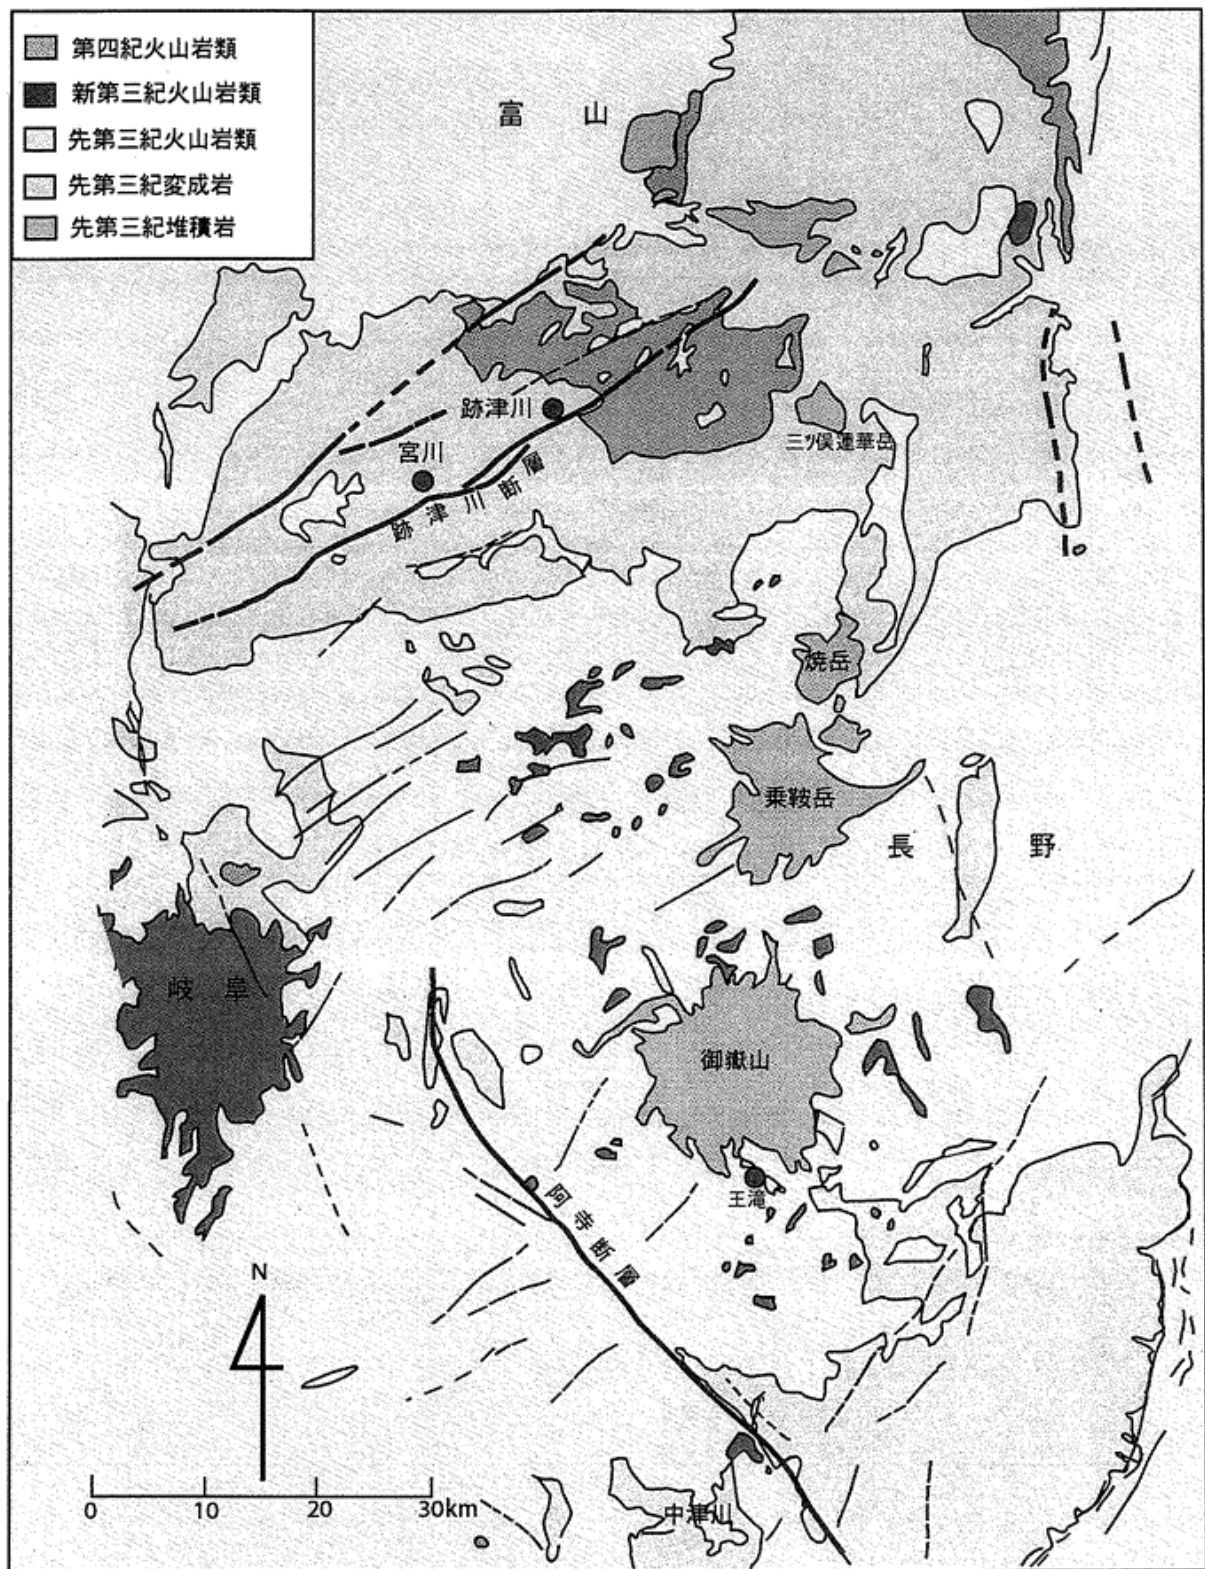 第四紀火山岩類
新第三紀火山岩類
先第三紀火山岩類
先第三紀変成岩
先第三紀堆積岩
富山
跡津川
三ツ俣蓮華岳
宮川
跡津川断層
焼岳
乗鞍岳
長野
岐阜
御嶽山
王滝
阿寺断層
N
0 10 20 30km
中津川